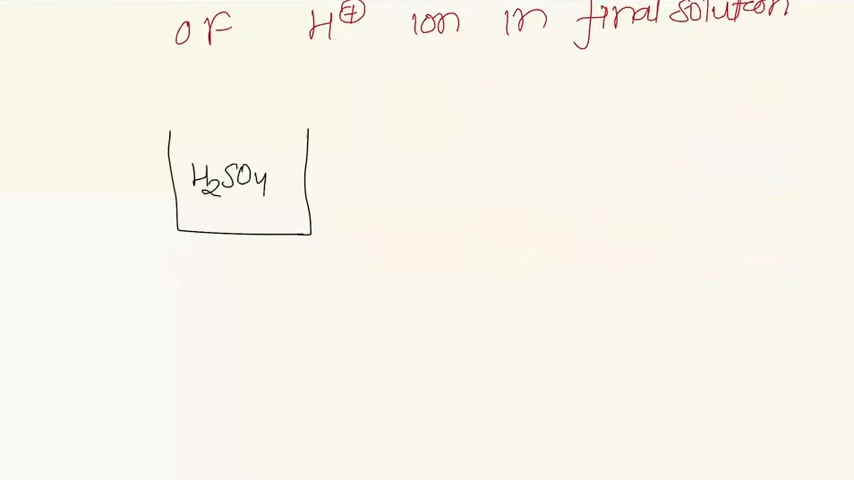 of H⊕ ion in final solution
H₂SO₄